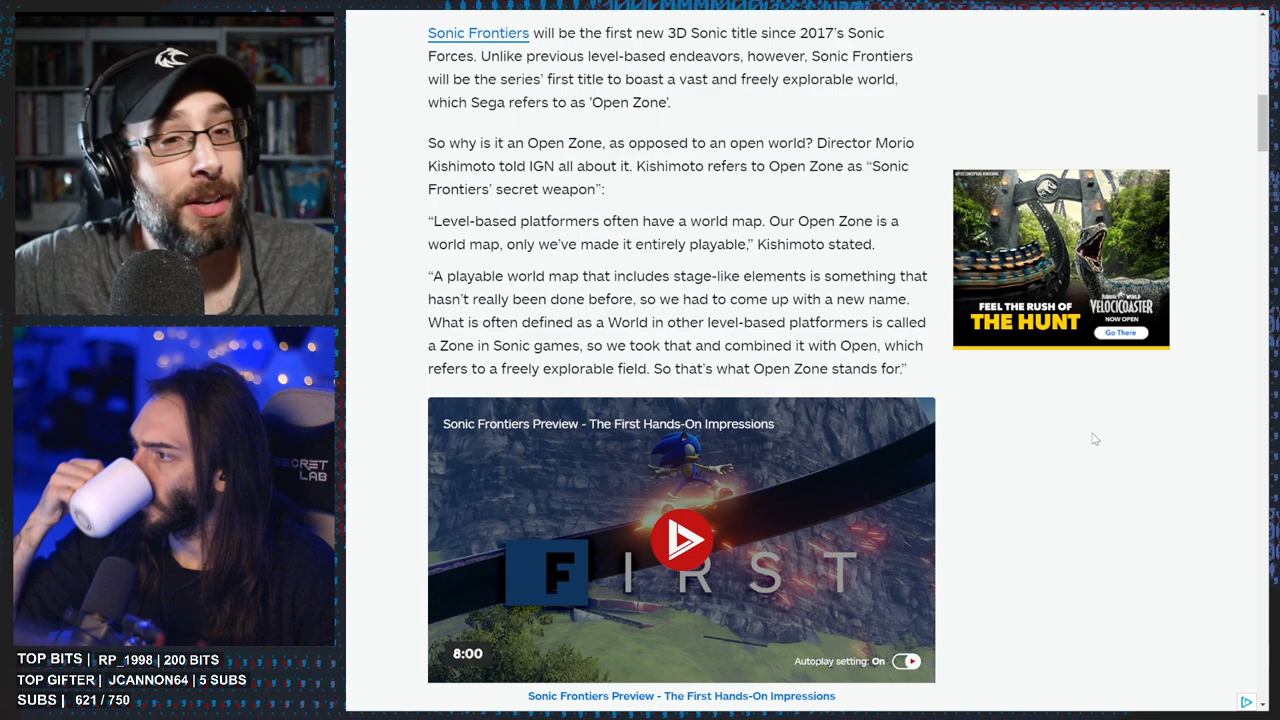 Sonic Frontiers will be the first new 3D Sonic title since 2017's Sonic
Forces. Unlike previous level-based endeavors, however, Sonic Frontiers
will be the series' first title to boast a vast and freely explorable world,
which Sega refers to as 'Open Zone'.
So why is it an Open Zone, as opposed to an open world? Director Morio
Kishimoto told IGN all about it. Kishimoto refers to Open Zone as “Sonic
Frontiers' secret weapon”:
“Level-based platformers often have a world map. Our Open Zone is a
world map, only we've made it entirely playable,” Kishimoto stated.
“A playable world map that includes stage-like elements is something that
hasn't really been done before, so we had to come up with a new name.
What is often defined as a World in other level-based platformers is called
a Zone in Sonic games, so we took that and combined it with Open, which
refers to a freely explorable field. So that's what Open Zone stands for.”
Sonic Frontiers Preview - The First Hands-On Impressions
F FIRST
8:00
Autoplay setting: On
Sonic Frontiers Preview - The First Hands-On Impressions
FEEL THE RUSH OF
THE HUNT
JURASSIC WORLD
VELOCICOASTER
NOW OPEN
Go There
SECRET
LAB
TOP BITS | RP_1998 | 200 BITS
TOP GIFTER | JCANNON64 | 5 SUBS
SUBS | 621 / 750